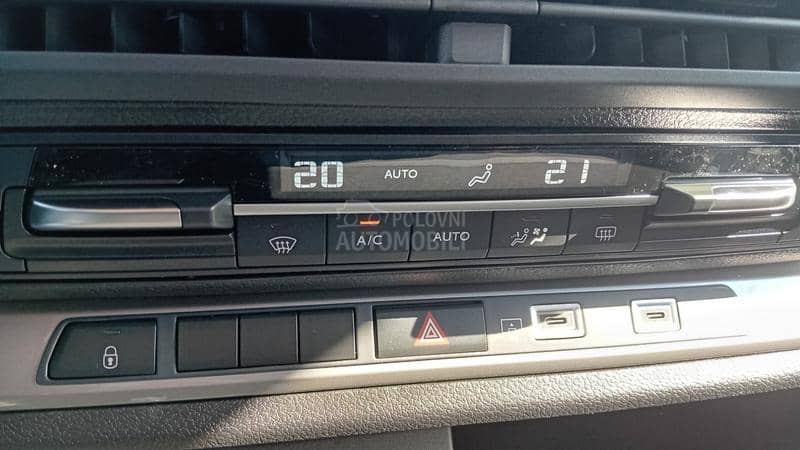 20 AUTO 21
A/C AUTO
POLOVNI
AUTOMOBILI